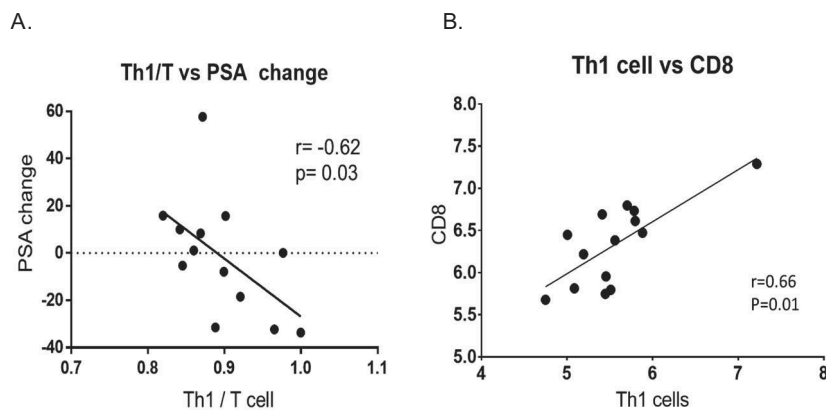 A.
Th1/T vs PSA change
PSA change
60
40
20
0
-20
-40
0.7
0.8
0.9
1.0
1.1
Th1 / T cell
r= -0.62
p= 0.03
B.
Th1 cell vs CD8
CD8
8.0
7.5
7.0
6.5
6.0
5.5
5.0
4
5
6
7
8
Th1 cells
r=0.66
P=0.01